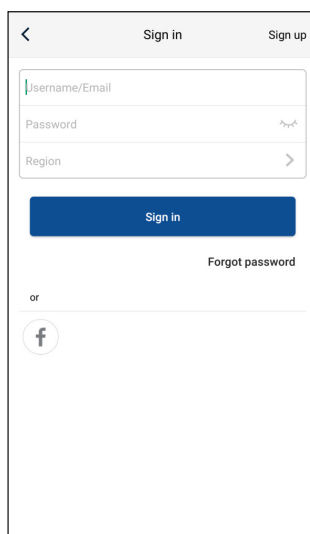 Sign in Sign up
Username/Email
Password
Region
Sign in
Forgot password
or
f